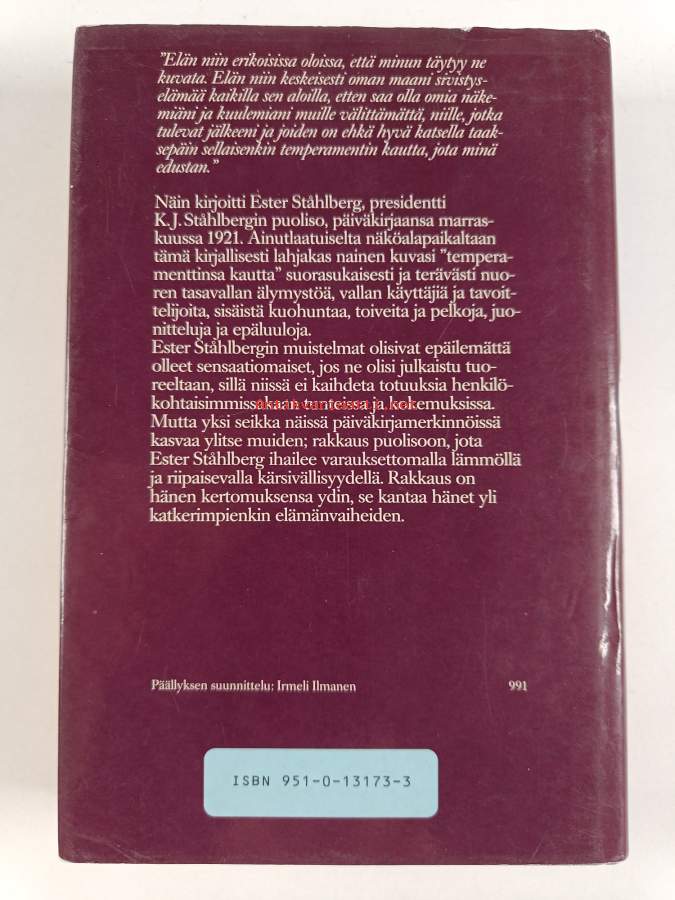 "Elän niin erikoisissa oloissa, että minun täytyy ne
kuvata. Elän niin keskeisesti oman maani sivistys-
elämää kaikilla sen aloilla, etten saa olla omia näke-
miäni ja kuulemiani muille välittämättä, niille, jotka
tulevat jälkeeni ja joiden on ehkä hyvä katsella taak-
sepäin sellaisenkin temperamentin kautta, jota minä
edustan."
Näin kirjoitti Ester Ståhlberg, presidentti
K.J. Ståhlbergin puoliso, päiväkirjaansa marras-
kuussa 1921. Ainutlaatuiselta näköalapaikaltaan
tämä kirjallisesti lahjakas nainen kuvasi "tempera-
menttinsa kautta" suorasukaisesti ja terävästi nuo-
ren tasavallan älymystöä, vallan käyttäjiä ja tavoit-
telijoita, sisäistä kuohuntaa, toiveita ja pelkoja, juo-
nitteluja ja epäluuloja.
Ester Ståhlbergin muistelmat olisivat epäilemättä
olleet sensaatiomaiset, jos ne olisi julkaistu tuo-
reeltaan, sillä niissä ei kaihdeta totuuksia henkilö-
kohtaisimmissakaan tunteissa ja kokemuksissa.
Mutta yksi seikka näissä päiväkirjamerkinnöissä
kasvaa ylitse muiden; rakkaus puolisoon, jota
Ester Ståhlberg ihailee varauksettomalla lämmöllä
ja riipaisevalla kärsivällisyydellä. Rakkaus on
hänen kertomuksensa ydin, se kantaa hänet yli
katkerimpienkin elämänvaiheiden.
Päällyksen suunnittelu: Irmeli Ilmanen 991
ISBN 951-0-13173-3